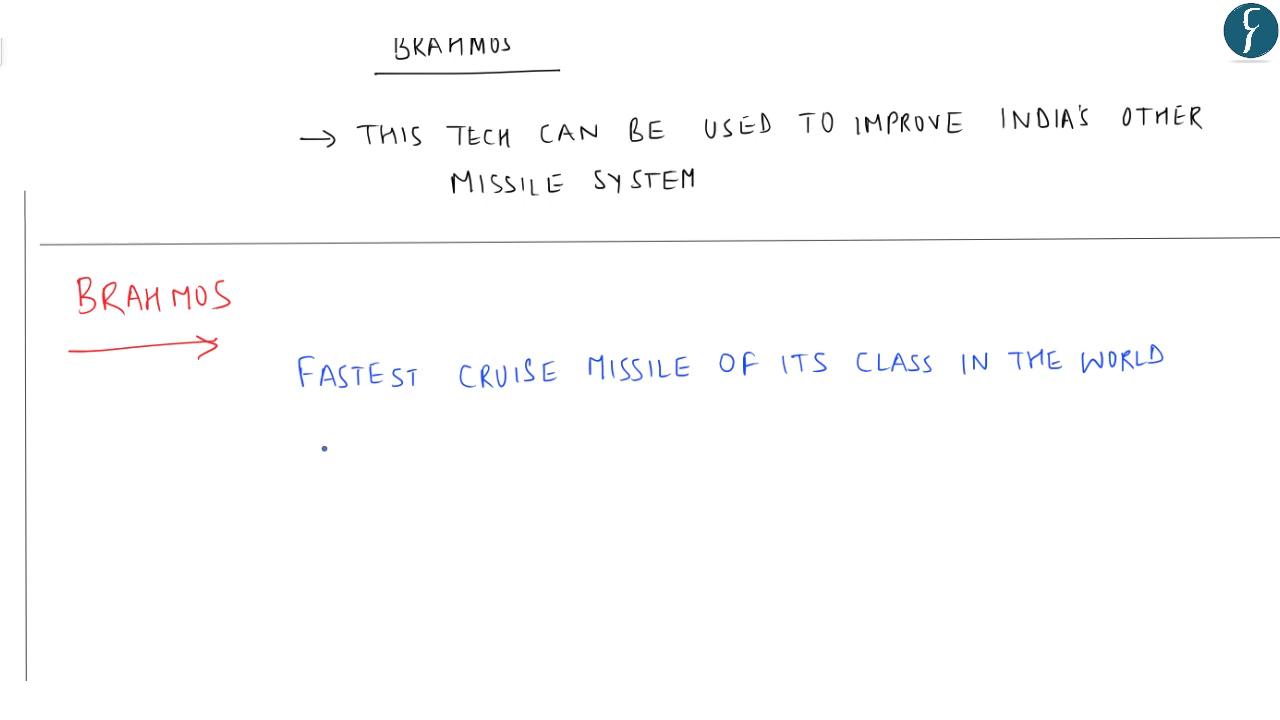 BRAHMOS
→ THIS TECH CAN BE USED TO IMPROVE INDIA'S OTHER
MISSILE SYSTEM
BRAHMOS
FASTEST CRUISE MISSILE OF ITS CLASS IN THE WORLD